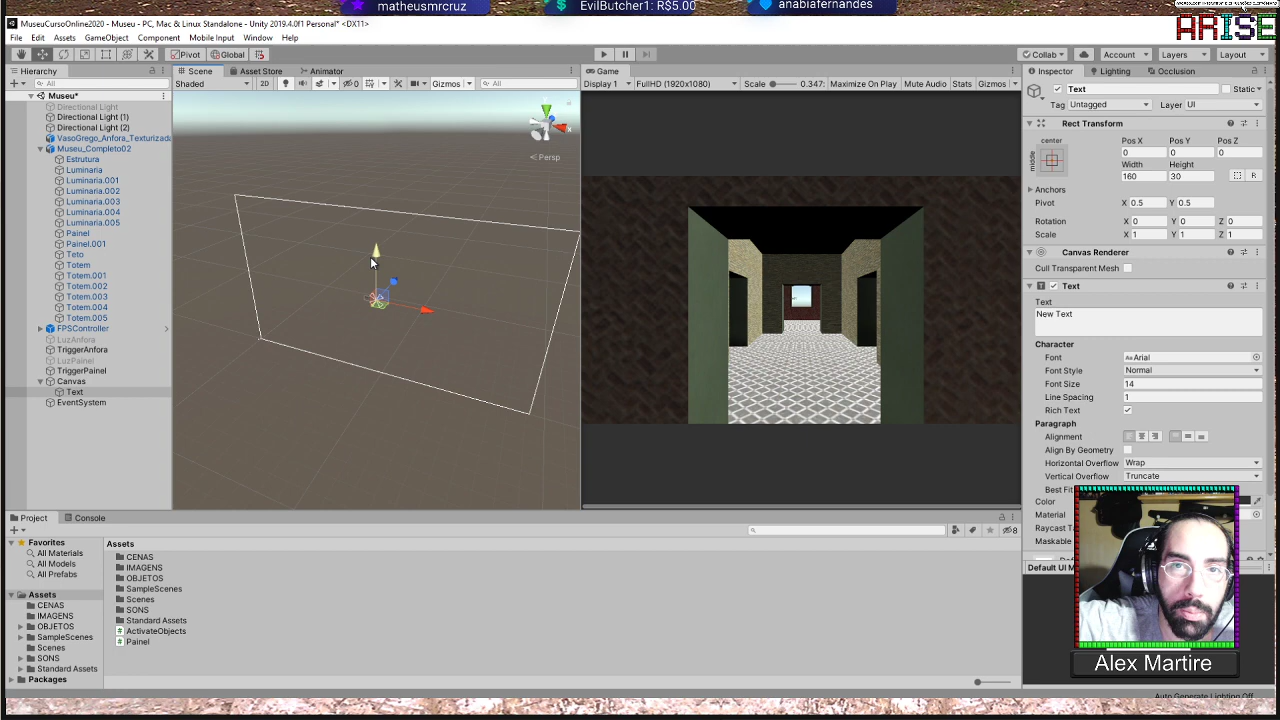 matheusmrcruz
EvilButcher1: R$5.00
anabiafernandes
ARISE
MuseuCursoOnline2020 - Museu - PC, Mac & Linux Standalone - Unity 2019.4.0f1 Personal* <DX11>
File Edit Assets GameObject Component Mobile Input Window Help
Pivot Global
Collab Account Layers Layout
Hierarchy
Scene Asset Store Animator
Game
Inspector Lighting Occlusion
All
Shaded 2D 0 Gizmos All
Display 1 FullHD (1920x1080) Scale 0.347: Maximize On Play Mute Audio Stats Gizmos
Museu*
Directional Light
Directional Light (1)
Directional Light (2)
VasoGrego_Anfora_Texturizada
Museu_Completo02
Estrutura
Luminaria
Luminaria.001
Luminaria.002
Luminaria.003
Luminaria.004
Luminaria.005
Painel
Painel.001
Teto
Totem
Totem.001
Totem.002
Totem.003
Totem.004
Totem.005
FPSController
LuzAnfora
TriggerAnfora
LuzPainel
TriggerPainel
Canvas
Text
EventSystem
Persp
Text Static
Tag Untagged Layer UI
Rect Transform
center
middle
Pos X Pos Y Pos Z
0 0 0
Width Height
160 30
R
Anchors
Pivot X 0.5 Y 0.5
Rotation X 0 Y 0 Z 0
Scale X 1 Y 1 Z 1
Canvas Renderer
Cull Transparent Mesh
Text
Text
New Text
Character
Font Arial
Font Style Normal
Font Size 14
Line Spacing 1
Rich Text
Paragraph
Alignment
Align By Geometry
Horizontal Overflow Wrap
Vertical Overflow Truncate
Best Fit
Color
Material
Raycast Ta
Maskable
Default UI M
Alex Martire
Auto Generate Lighting Off
Project Console
8
Favorites
All Materials
All Models
All Prefabs
Assets
CENAS
IMAGENS
OBJETOS
SampleScenes
Scenes
SONS
Standard Assets
Packages
Assets
CENAS
IMAGENS
OBJETOS
SampleScenes
Scenes
SONS
Standard Assets
ActivateObjects
Painel